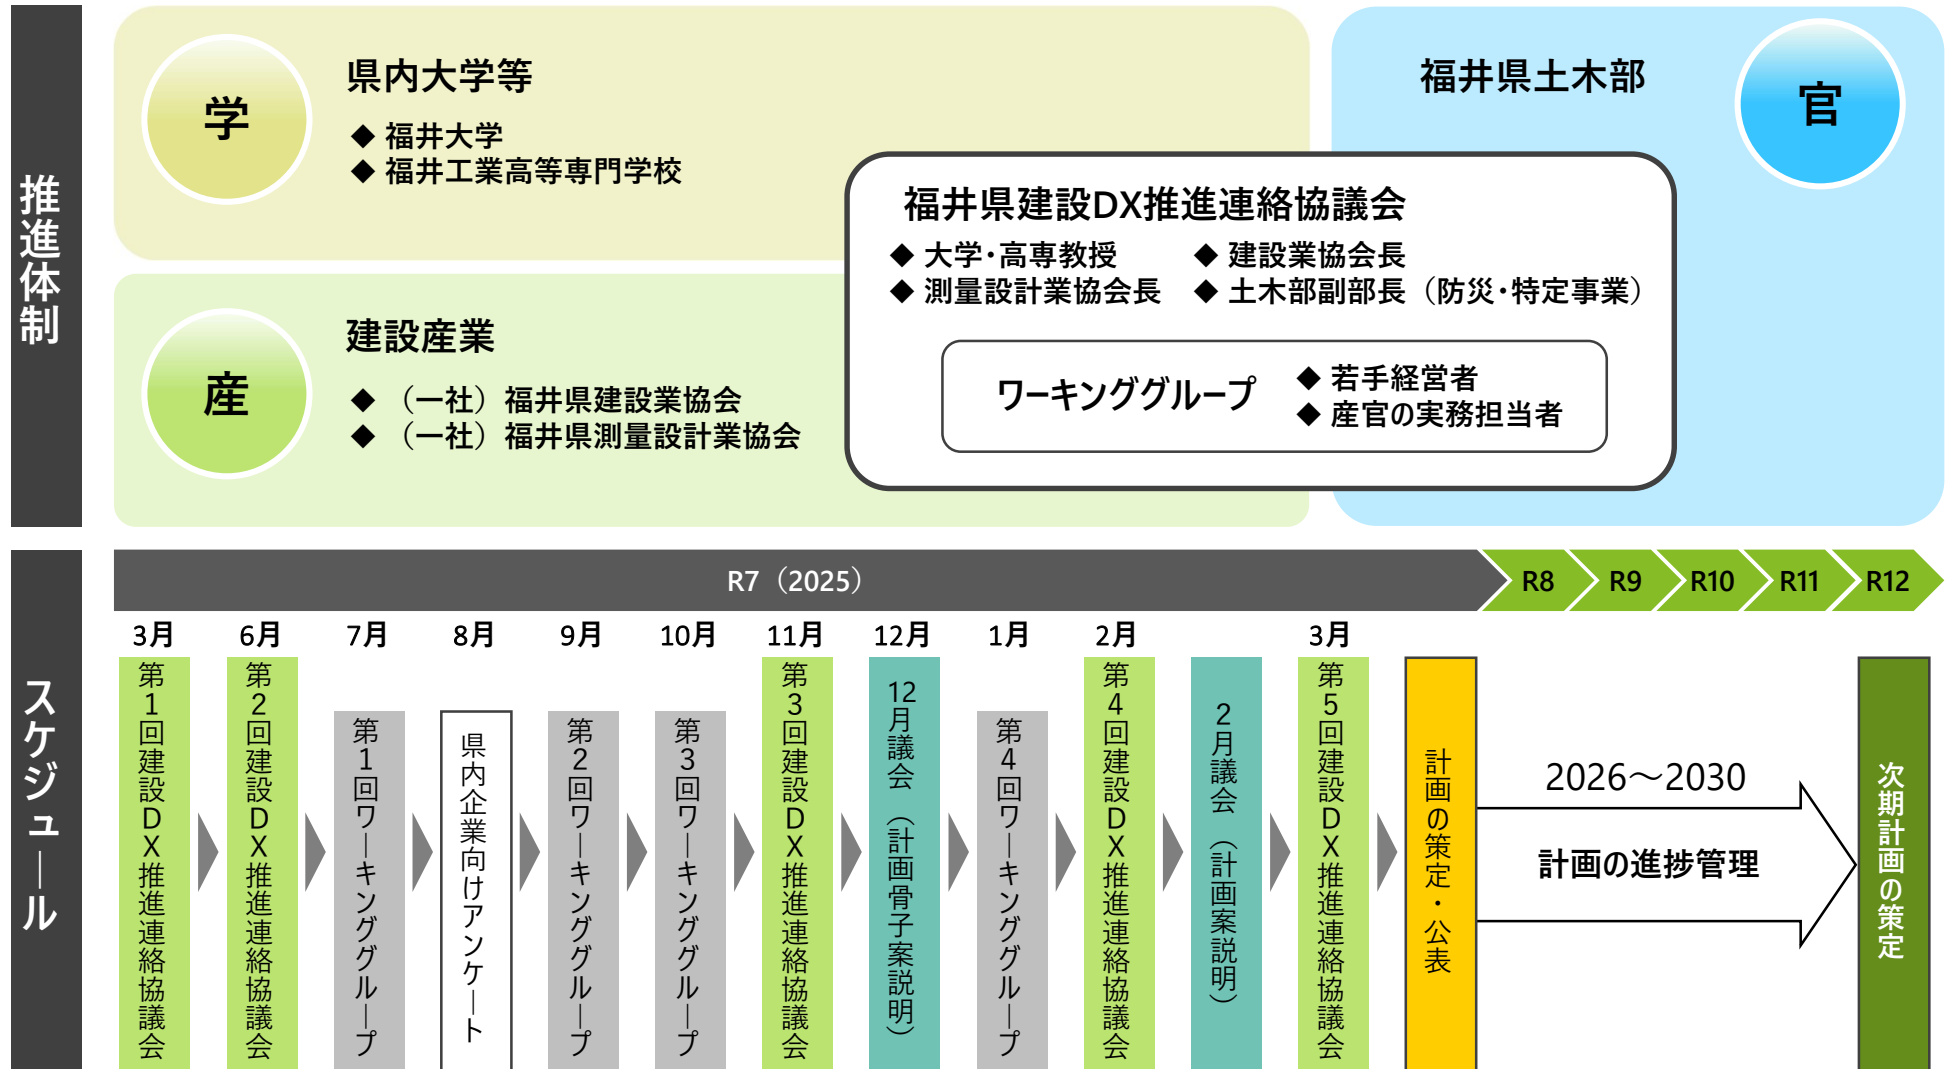 推進体制
学
県内大学等
◆ 福井大学
◆ 福井工業高等専門学校
産
建設産業
◆ （一社）福井県建設業協会
◆ （一社）福井県測量設計業協会
福井県土木部
官
福井県建設DX推進連絡協議会
◆ 大学・高専教授
◆ 建設業協会長
◆ 測量設計業協会長
◆ 土木部副部長（防災・特定事業）
ワーキンググループ
◆ 若手経営者
◆ 産官の実務担当者
スケジュール
R7（2025）
R8
R9
R10
R11
R12
3月
6月
7月
8月
9月
10月
11月
12月
1月
2月
3月
第1回建設DX推進連絡協議会
第2回建設DX推進連絡協議会
第1回ワーキンググループ
県内企業向けアンケート
第2回ワーキンググループ
第3回ワーキンググループ
第3回建設DX推進連絡協議会
12月議会（計画骨子案説明）
第4回ワーキンググループ
第4回建設DX推進連絡協議会
2月議会（計画案説明）
第5回建設DX推進連絡協議会
計画の策定・公表
2026～2030
計画の進捗管理
次期計画の策定